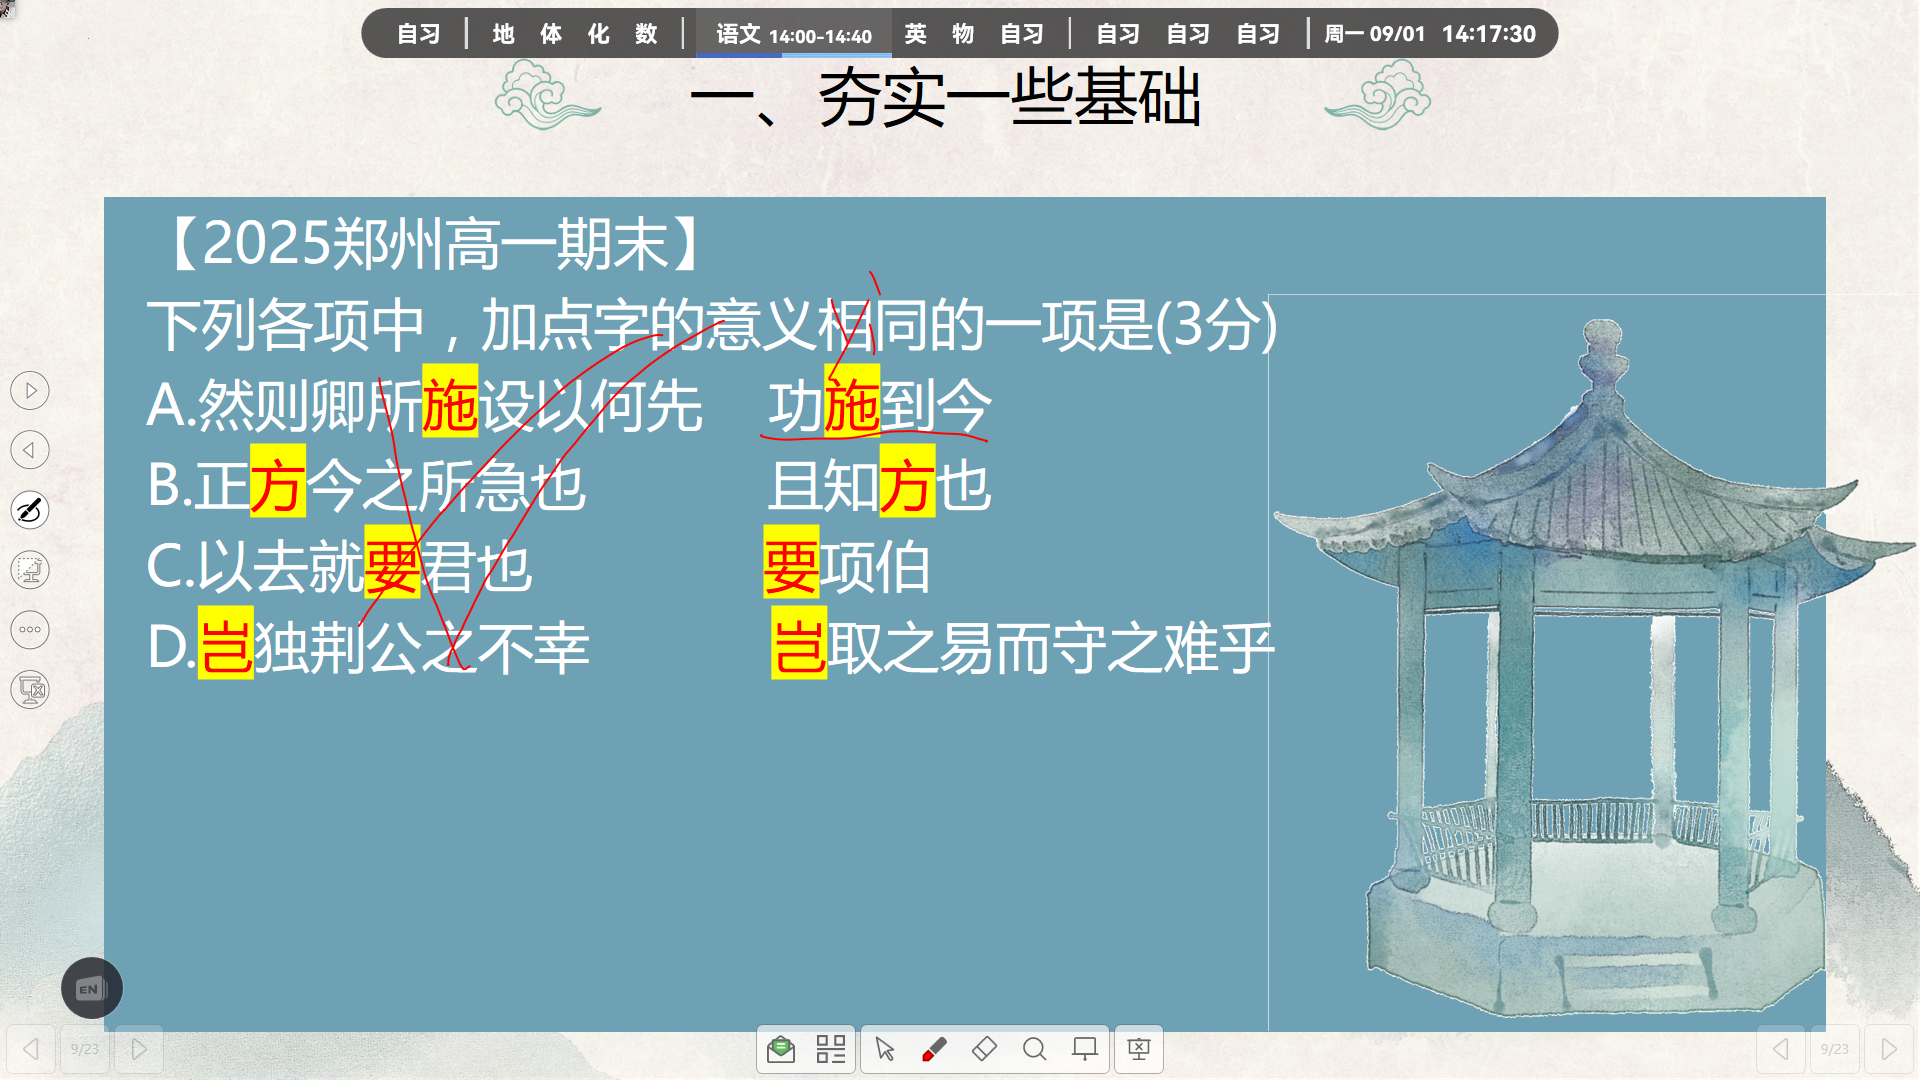 自习 | 地 体 化 数 | 语文 14:00-14:40 英 物 自习 | 自习 自习 自习 | 周一 09/01 14:17:30
一、夯实一些基础
【2025郑州高一期末】
下列各项中，加点字的意义相同的一项是(3分)
A.然则卿所施设以何先 功施到今
B.正方今之所急也 且知方也
C.以去就要君也 要项伯
D.岂独荆公之不幸 岂取之易而守之难乎
EN
9/23 9/23